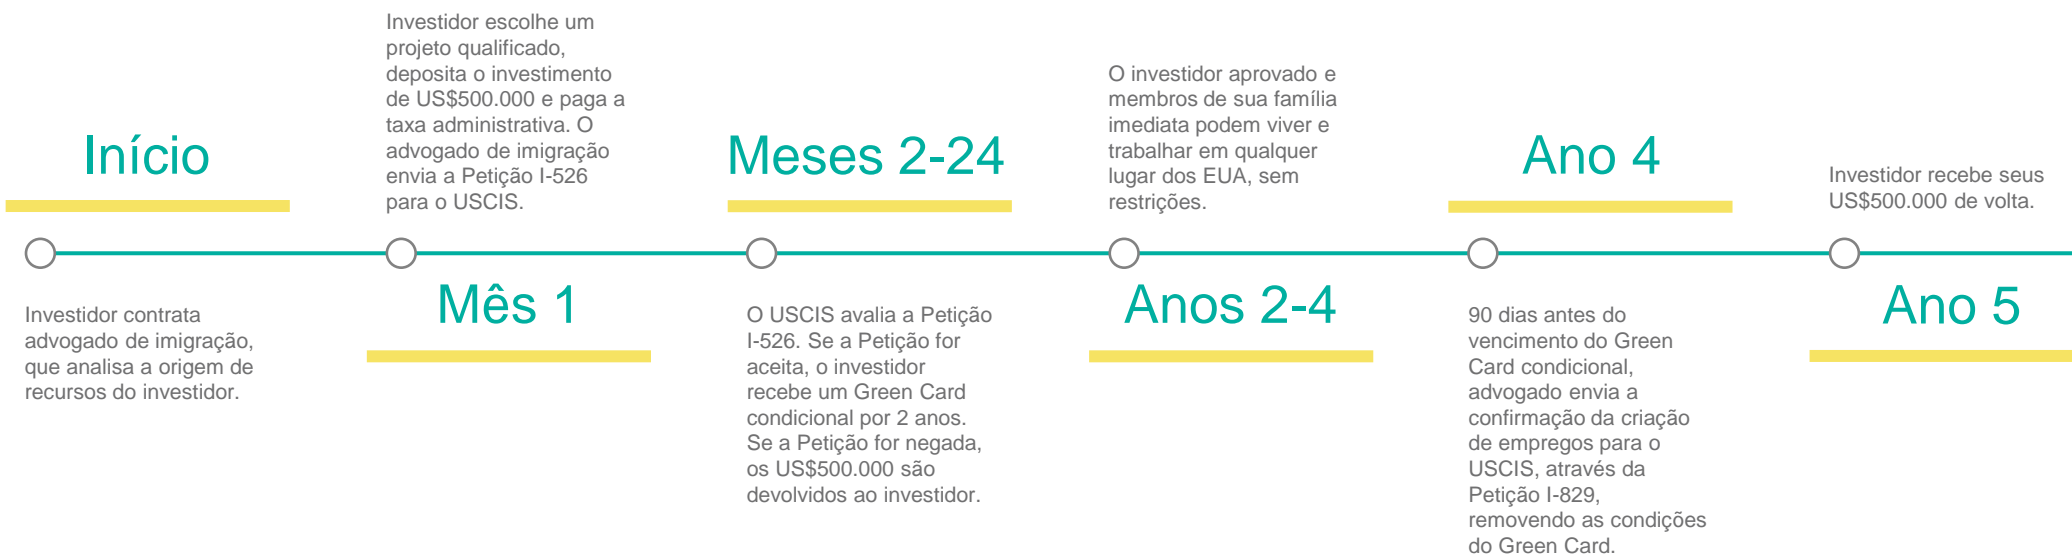 Início
Investidor contrata
advogado de imigração,
que analisa a origem de
recursos do investidor.
Investidor escolhe um
projeto qualificado,
deposita o investimento
de US$500.000 e paga a
taxa administrativa. O
advogado de imigração
envia a Petição I-526
para o USCIS.
Mês 1
Meses 2-24
O USCIS avalia a Petição
I-526. Se a Petição for
aceita, o investidor
recebe um Green Card
condicional por 2 anos.
Se a Petição for negada,
os US$500.000 são
devolvidos ao investidor.
O investidor aprovado e
membros de sua família
imediata podem viver e
trabalhar em qualquer
lugar dos EUA, sem
restrições.
Anos 2-4
Ano 4
90 dias antes do
vencimento do Green
Card condicional,
advogado envia a
confirmação da criação
de empregos para o
USCIS, através da
Petição I-829,
removendo as condições
do Green Card.
Investidor recebe seus
US$500.000 de volta.
Ano 5